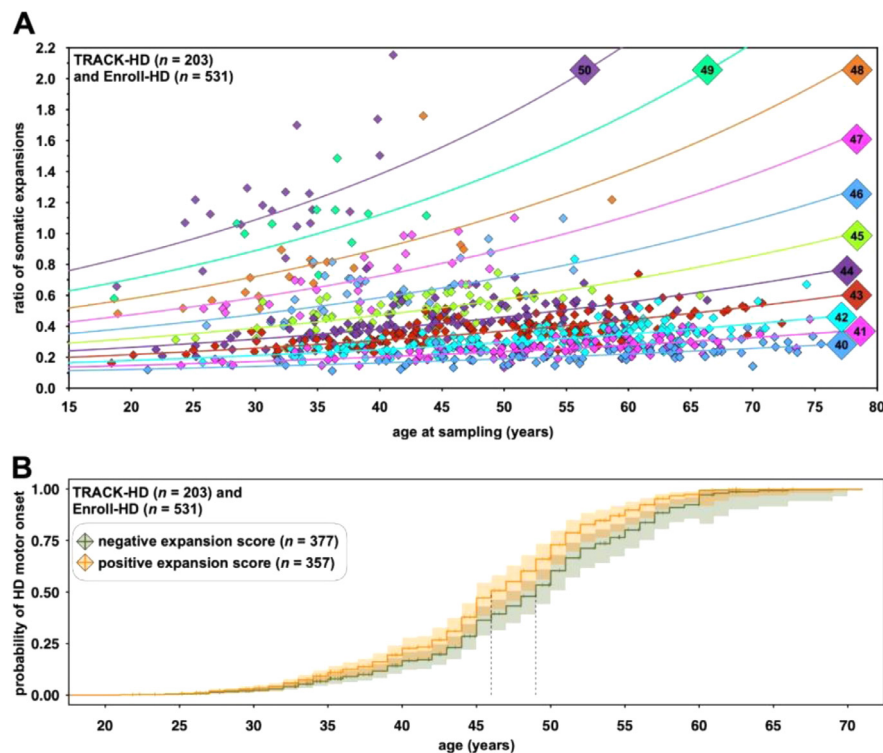 A
TRACK-HD (n = 203)
and Enroll-HD (n = 531)
ratio of somatic expansions
2.2
2.0
1.8
1.6
1.4
1.2
1.0
0.8
0.6
0.4
0.2
0.0
50
49
48
47
46
45
44
43
42
41
40
15 20 25 30 35 40 45 50 55 60 65 70 75 80
age at sampling (years)
B
TRACK-HD (n = 203) and
Enroll-HD (n = 531)
negative expansion score (n = 377)
positive expansion score (n = 357)
probability of HD motor onset
1.00
0.75
0.50
0.25
0.00
20 25 30 35 40 45 50 55 60 65 70
age (years)